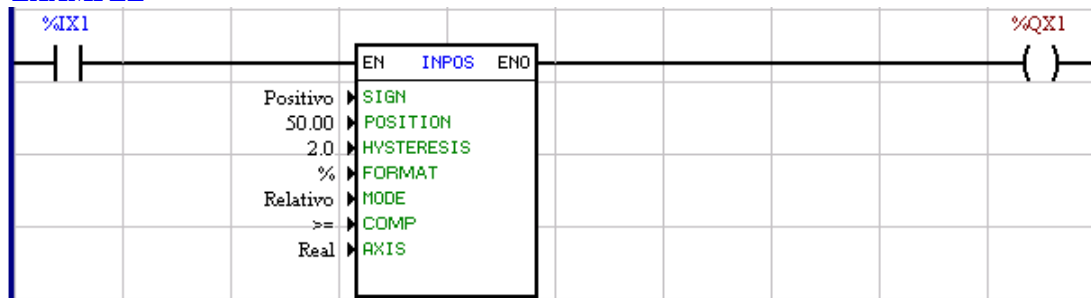 %IX1 %QX1
EN INPOS ENO
Positivo SIGN
50.00 POSITION
2.0 HYSTERESIS
% FORMAT
Relativo MODE
>= COMP
Real AXIS